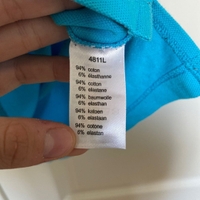 4811L
94% coton
6% élasthanne
94% cotton
6% elastane
94% baumwolle
6% elasthan
94% katoen
6% elastaan
94% cotone
6% elastan